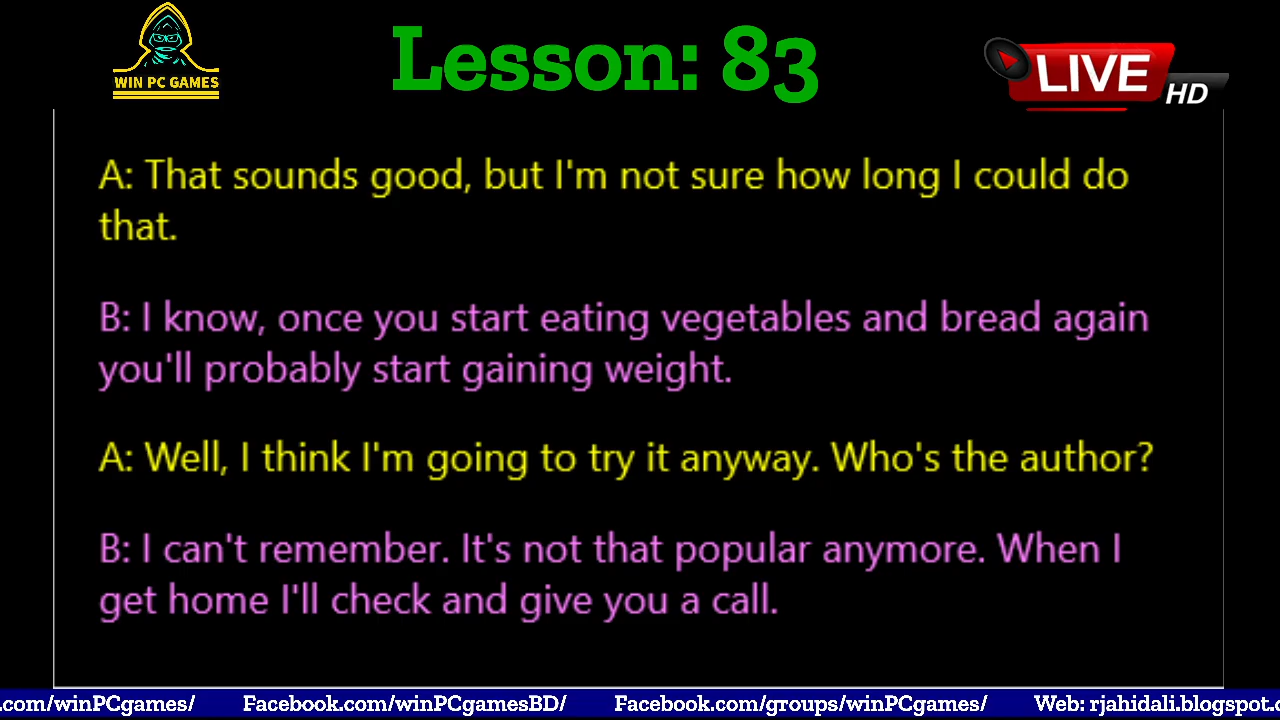 WIN PC GAMES
Lesson: 83
LIVE
HD
A: That sounds good, but I'm not sure how long I could do
that.
B: I know, once you start eating vegetables and bread again
you'll probably start gaining weight.
A: Well, I think I'm going to try it anyway. Who's the author?
B: I can't remember. It's not that popular anymore. When I
get home I'll check and give you a call.
.com/winPCgames/ Facebook.com/winPCgamesBD/ Facebook.com/groups/winPCgames/ Web: rjahidali.blogspot.c